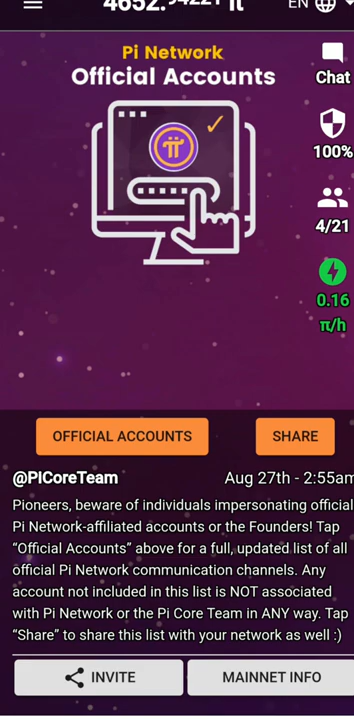 4652.94221 π
EN
Pi Network
Official Accounts
Chat
100%
4/21
0.16
π/h
OFFICIAL ACCOUNTS
SHARE
@PiCoreTeam
Aug 27th - 2:55am
Pioneers, beware of individuals impersonating official
Pi Network-affiliated accounts or the Founders! Tap
“Official Accounts” above for a full, updated list of all
official Pi Network communication channels. Any
account not included in this list is NOT associated
with Pi Network or the Pi Core Team in ANY way. Tap
“Share” to share this list with your network as well :)
INVITE
MAINNET INFO